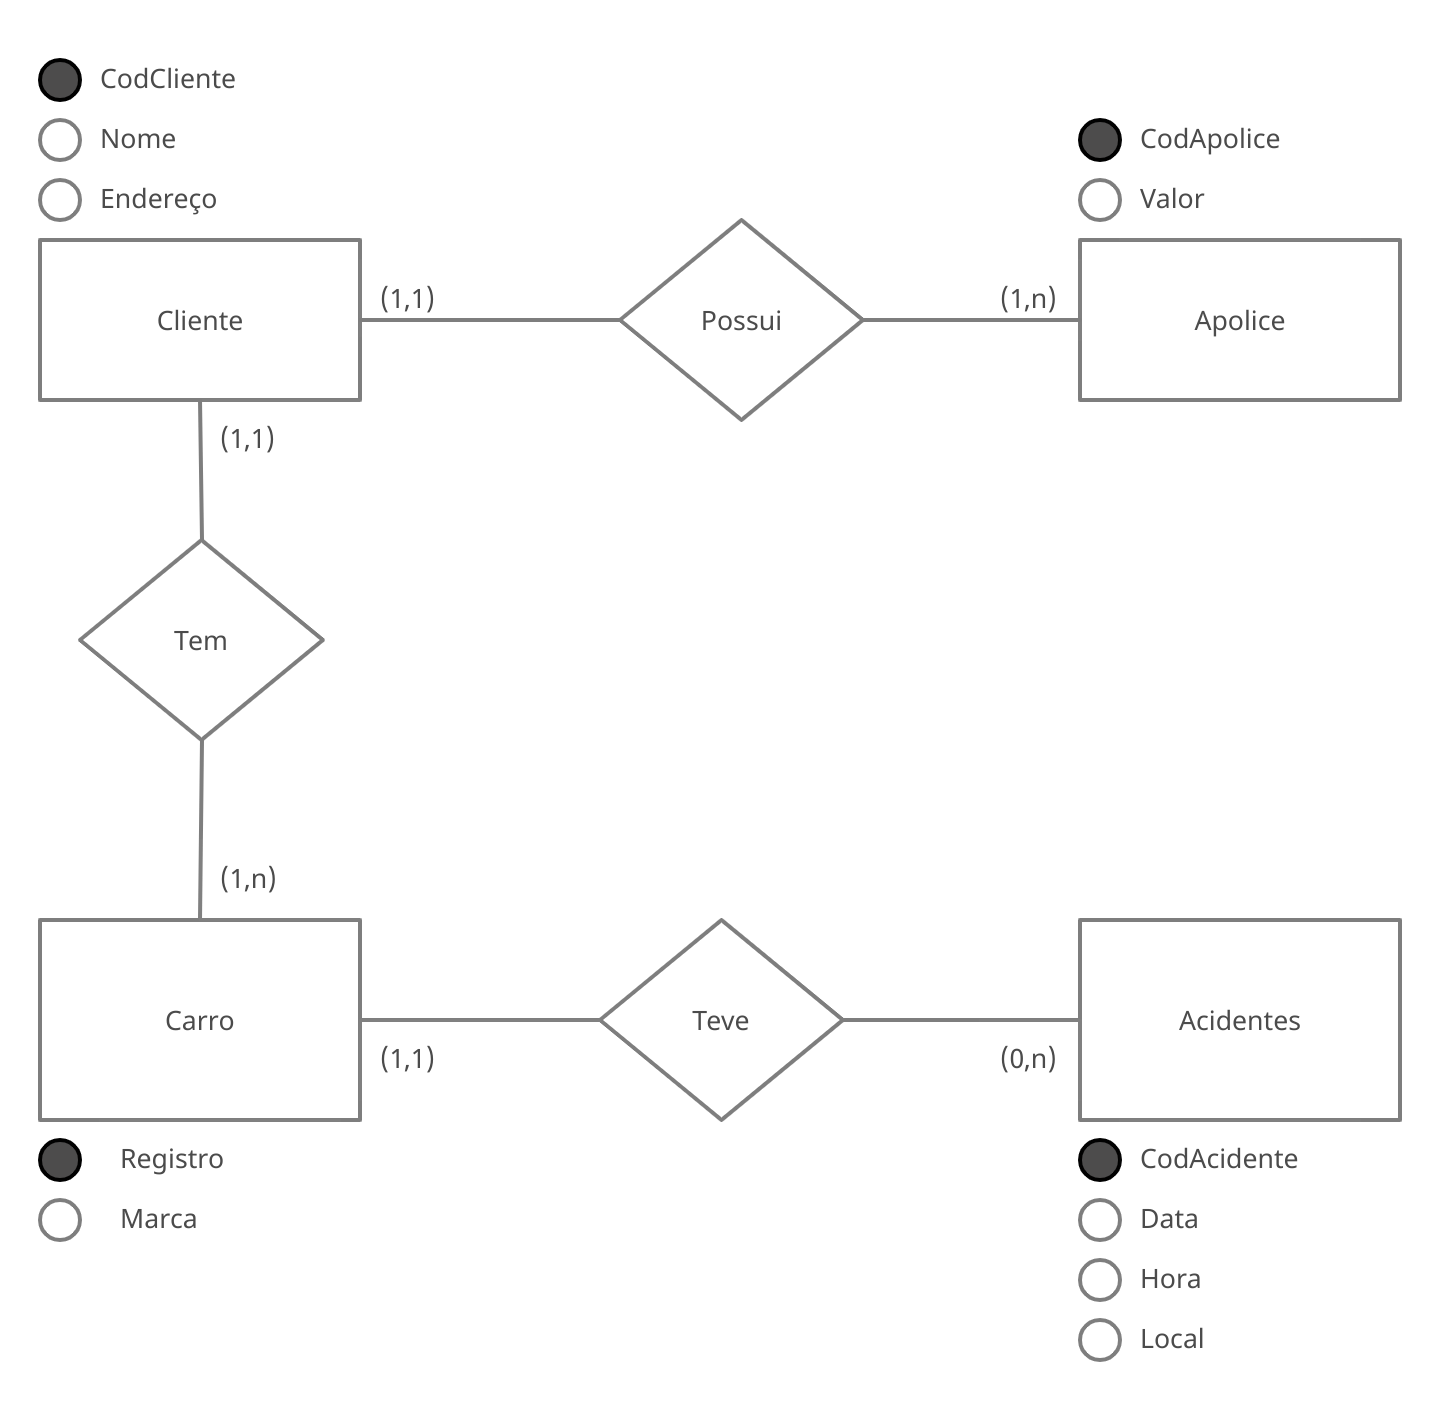 CodCliente
Nome
Endereço
CodApolice
Valor
Cliente
(1,1)
Possui
(1,n)
Apolice
(1,1)
Tem
(1,n)
Carro
(1,1)
Teve
(0,n)
Acidentes
Registro
Marca
CodAcidente
Data
Hora
Local